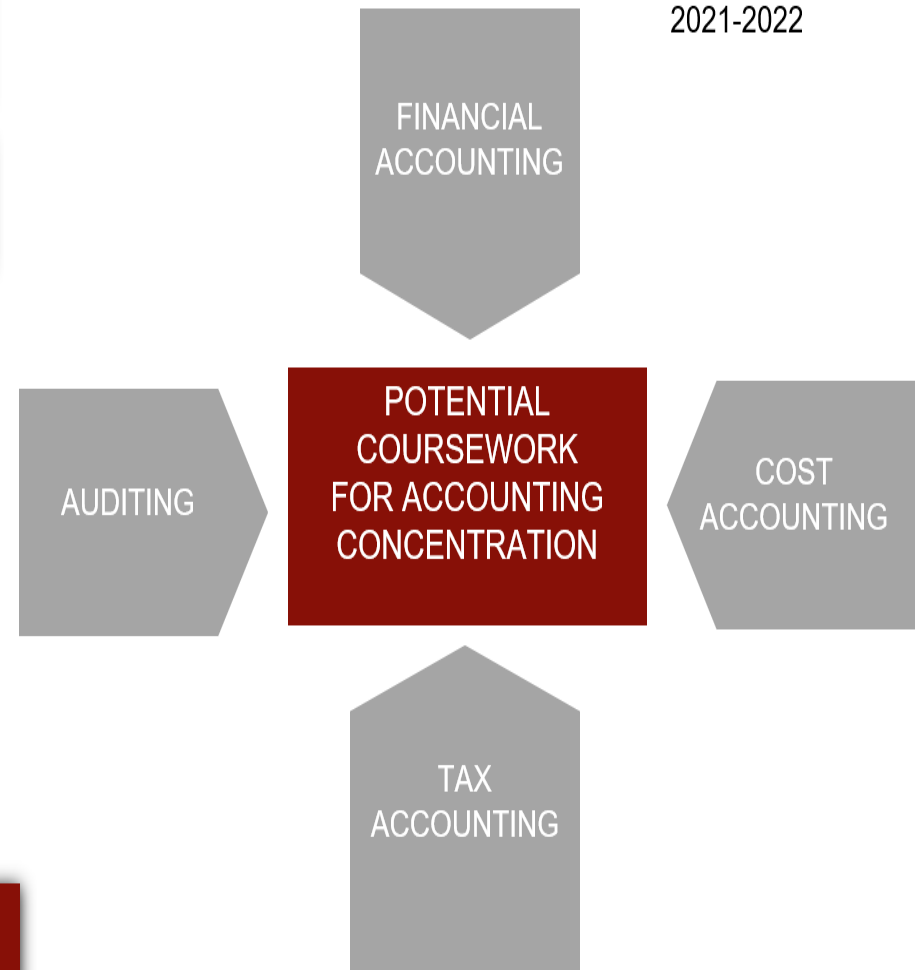 2021-2022
FINANCIAL
ACCOUNTING
POTENTIAL
COURSEWORK
FOR ACCOUNTING
CONCENTRATION
AUDITING
COST
ACCOUNTING
TAX
ACCOUNTING